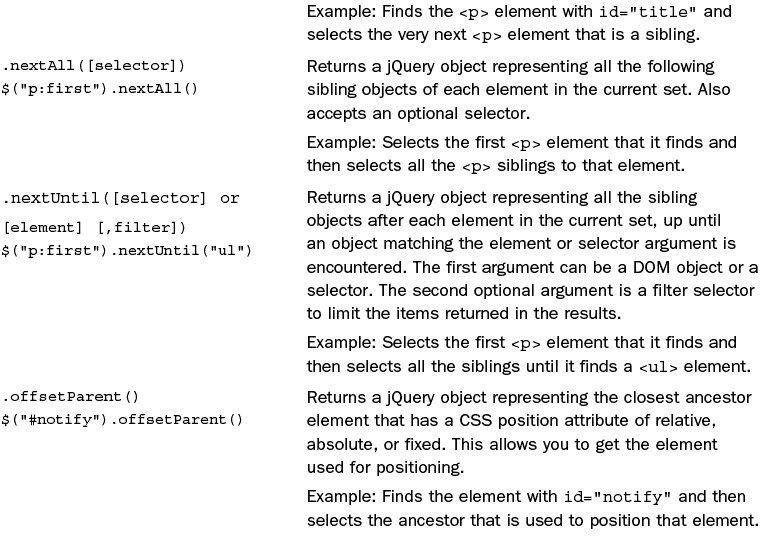 Example: Finds the <p> element with id="title" and
selects the very next <p> element that is a sibling.
.nextAll([selector])
$("p:first").nextAll()
Returns a jQuery object representing all the following
sibling objects of each element in the current set. Also
accepts an optional selector.
Example: Selects the first <p> element that it finds and
then selects all the <p> siblings to that element.
.nextUntil([selector] or
[element] [,filter])
$("p:first").nextUntil("ul")
Returns a jQuery object representing all the sibling
objects after each element in the current set, up until
an object matching the element or selector argument is
encountered. The first argument can be a DOM object or a
selector. The second optional argument is a filter selector
to limit the items returned in the results.
Example: Selects the first <p> element that it finds and
then selects all the siblings until it finds a <ul> element.
.offsetParent()
$("#notify").offsetParent()
Returns a jQuery object representing the closest ancestor
element that has a CSS position attribute of relative,
absolute, or fixed. This allows you to get the element
used for positioning.
Example: Finds the element with id="notify" and then
selects the ancestor that is used to position that element.